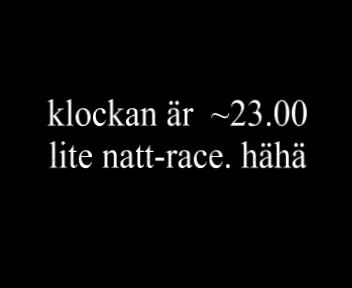 klockan är ~23.00
lite natt-race. hähä